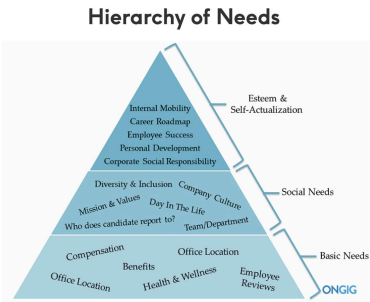 Hierarchy of Needs
Internal Mobility
Career Roadmap
Employee Success
Personal Development
Corporate Social Responsibility
Esteem &
Self-Actualization
Diversity & Inclusion
Company Culture
Mission & Values
Day In The Life
Who does candidate report to?
Team/Department
Social Needs
Compensation
Office Location
Benefits
Office Location
Health & Wellness
Employee
Reviews
Basic Needs
ONGIG